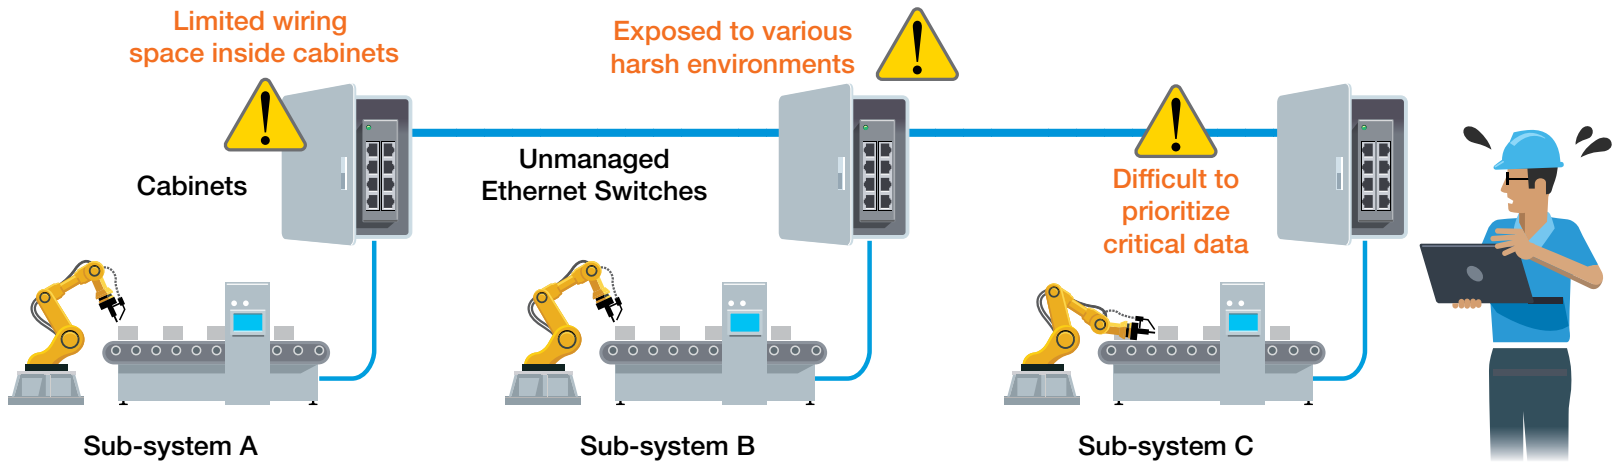 Limited wiring
space inside cabinets
Exposed to various
harsh environments
Cabinets
Unmanaged
Ethernet Switches
Difficult to
prioritize
critical data
Sub-system A
Sub-system B
Sub-system C